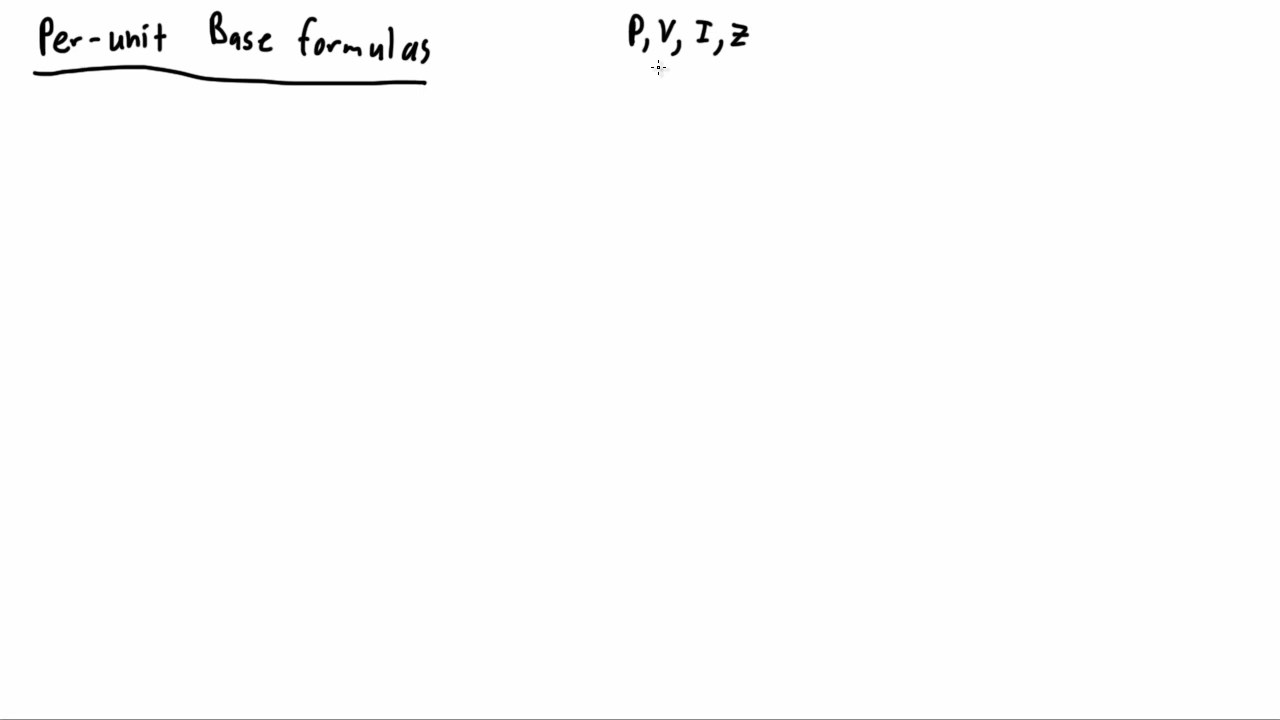 Per-unit Base formulas
P, V, I, Z